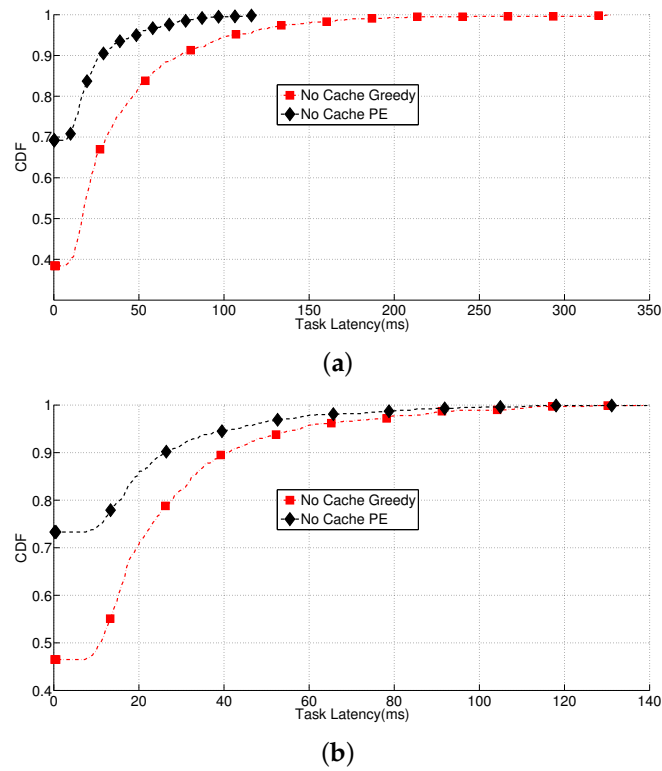 1
0.9
0.8
0.7
0.6
0.5
0.4
CDF
No Cache Greedy
No Cache PE
0 50 100 150 200 250 300 350
Task Latency(ms)
(a)
1
0.9
0.8
0.7
0.6
0.5
0.4
CDF
No Cache Greedy
No Cache PE
0 20 40 60 80 100 120 140
Task Latency(ms)
(b)